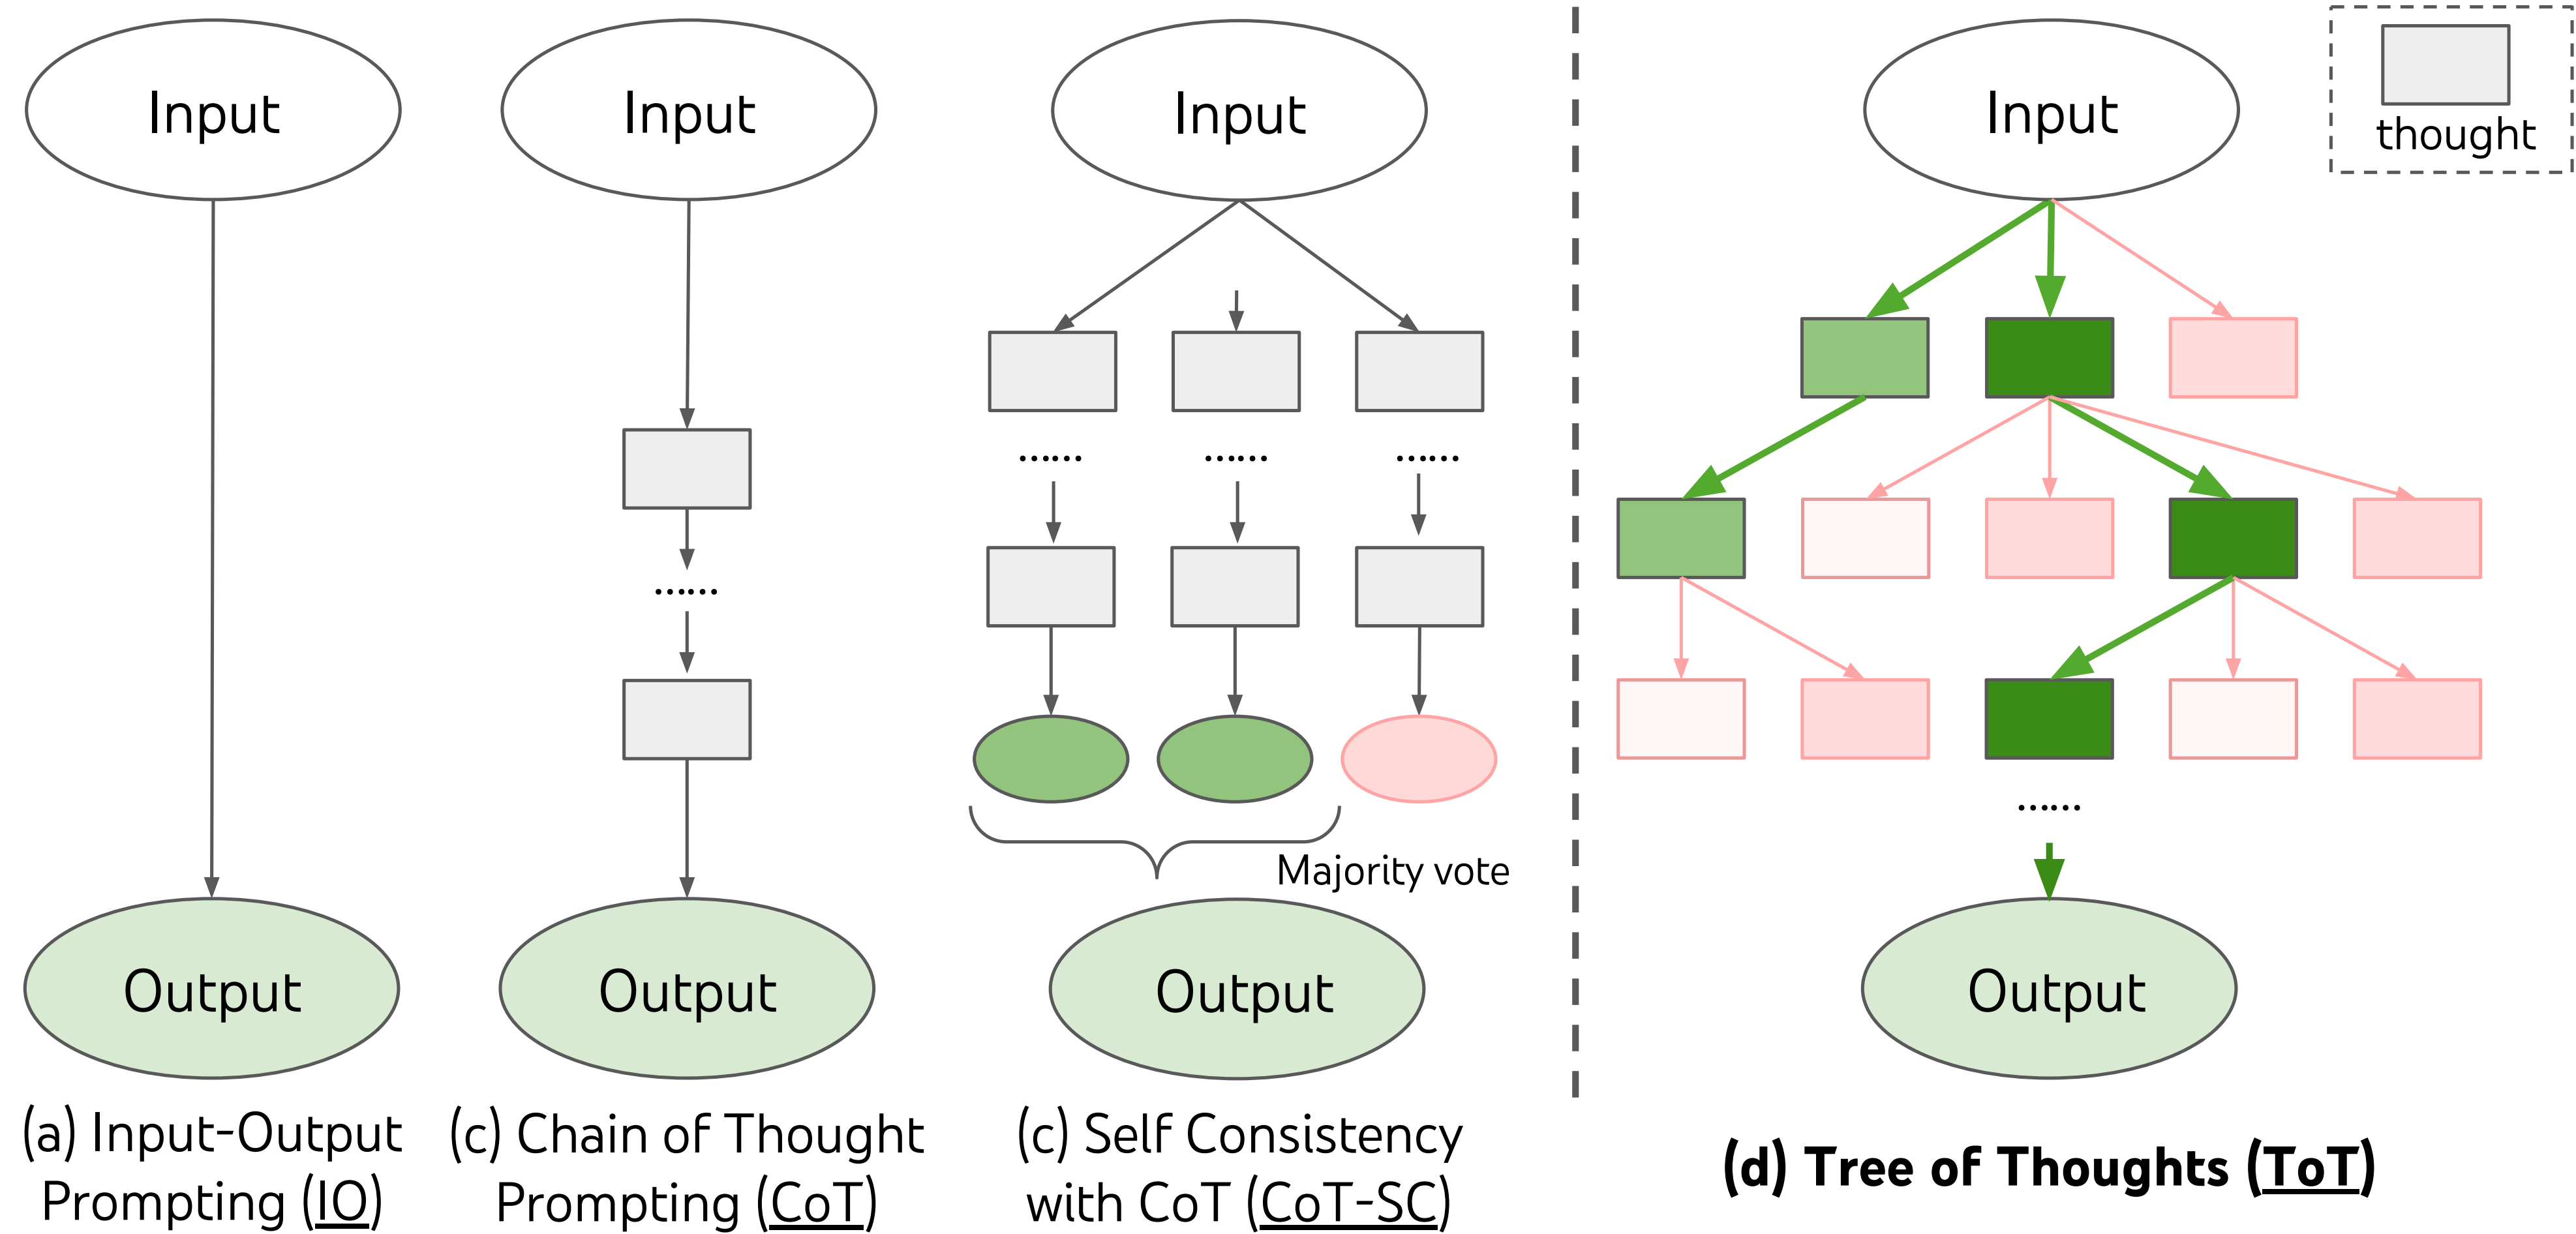 Input
Input
Input
Input
thought
......
......
......
......
Majority vote
......
Output
Output
Output
Output
(a) Input-Output
Prompting (IO)
(c) Chain of Thought
Prompting (CoT)
(c) Self Consistency
with CoT (CoT-SC)
(d) Tree of Thoughts (ToT)